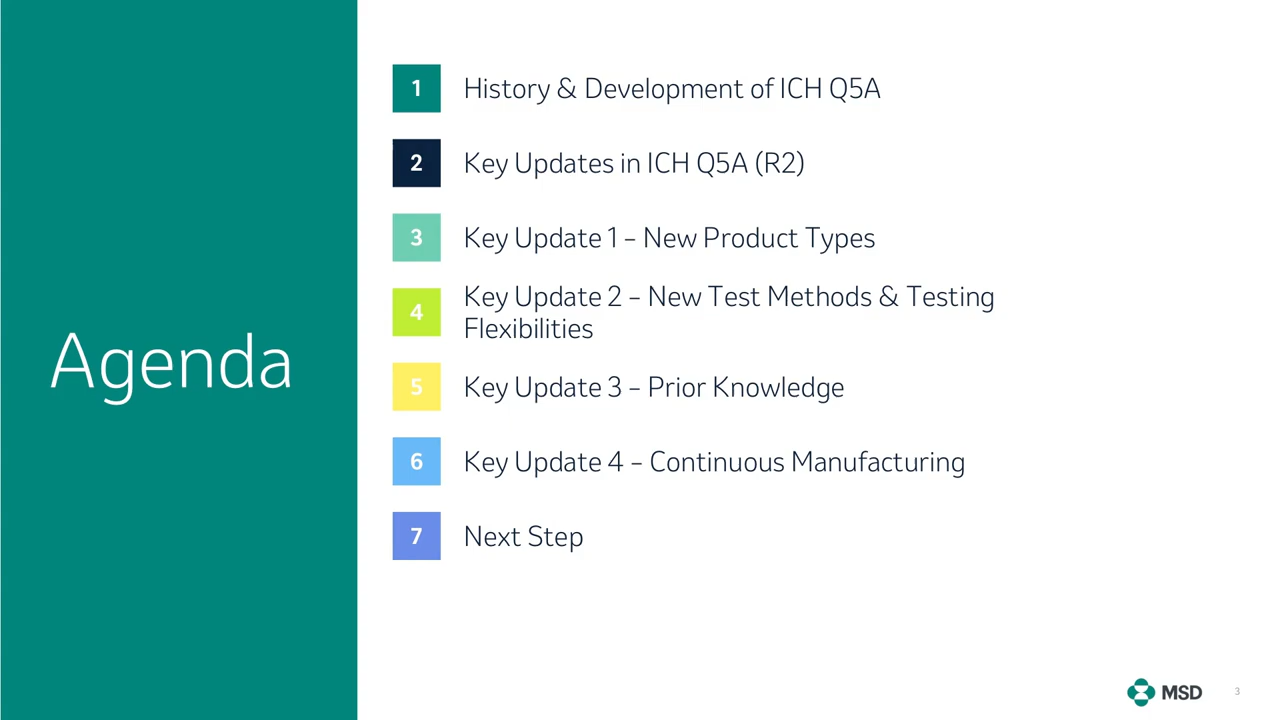 Agenda
1 History & Development of ICH Q5A
2 Key Updates in ICH Q5A (R2)
3 Key Update 1 – New Product Types
4 Key Update 2 – New Test Methods & Testing
Flexibilities
5 Key Update 3 – Prior Knowledge
6 Key Update 4 – Continuous Manufacturing
7 Next Step
MSD
3